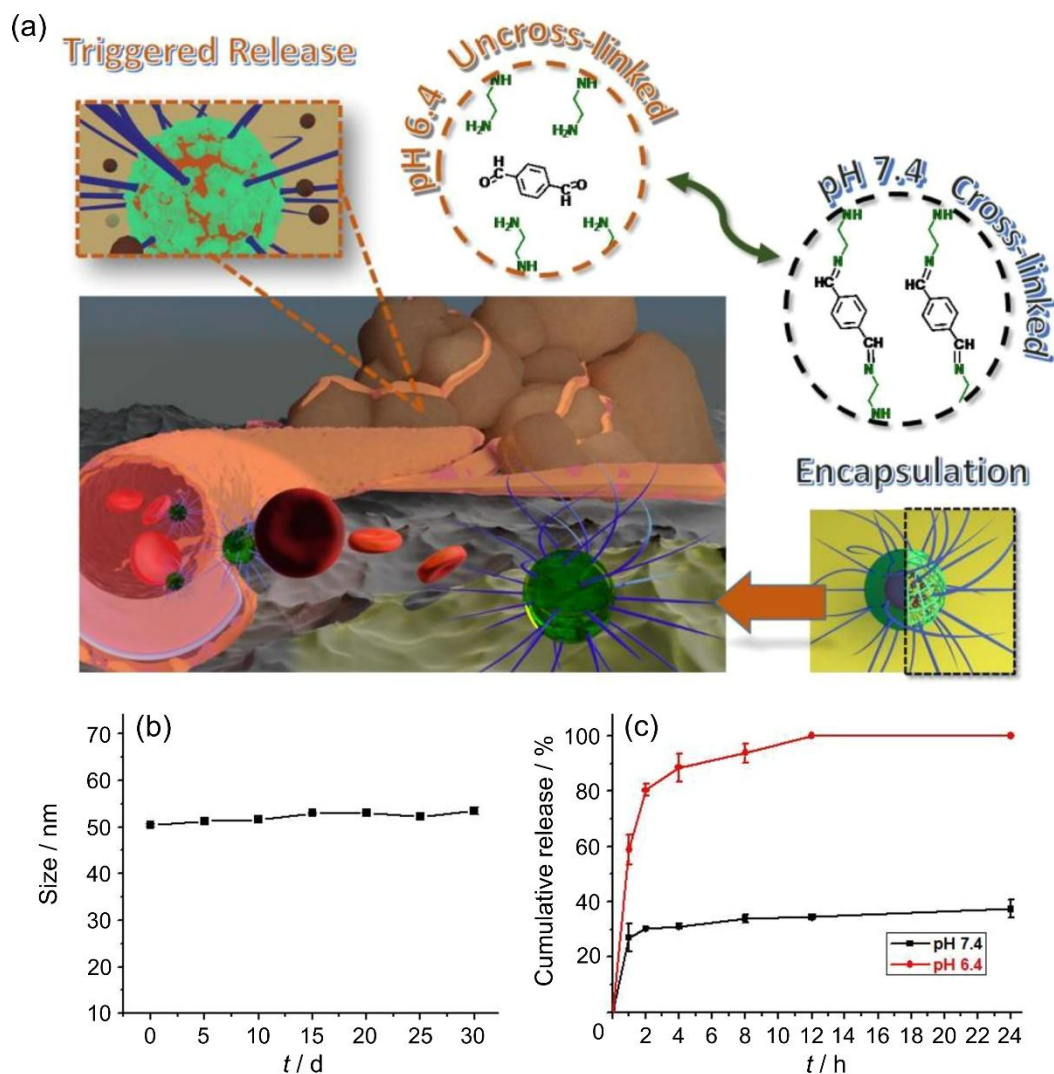 (a)
Triggered Release
pH 6.4 Uncross-linked
NH
NH
H₂N
H₂N
H
C
O
C
O
H
H₂N
H₂N
NH
pH 7.4 Cross-linked
NH
NH
N
N
HC
HC
CH
CH
N
N
NH
Encapsulation
(b)
Size / nm
70
60
50
40
30
20
10
0 5 10 15 20 25 30
t / d
(c)
Cumulative release / %
100
80
60
40
20
0 2 4 6 8 10 12 14 16 18 20 22 24
t / h
pH 7.4
pH 6.4